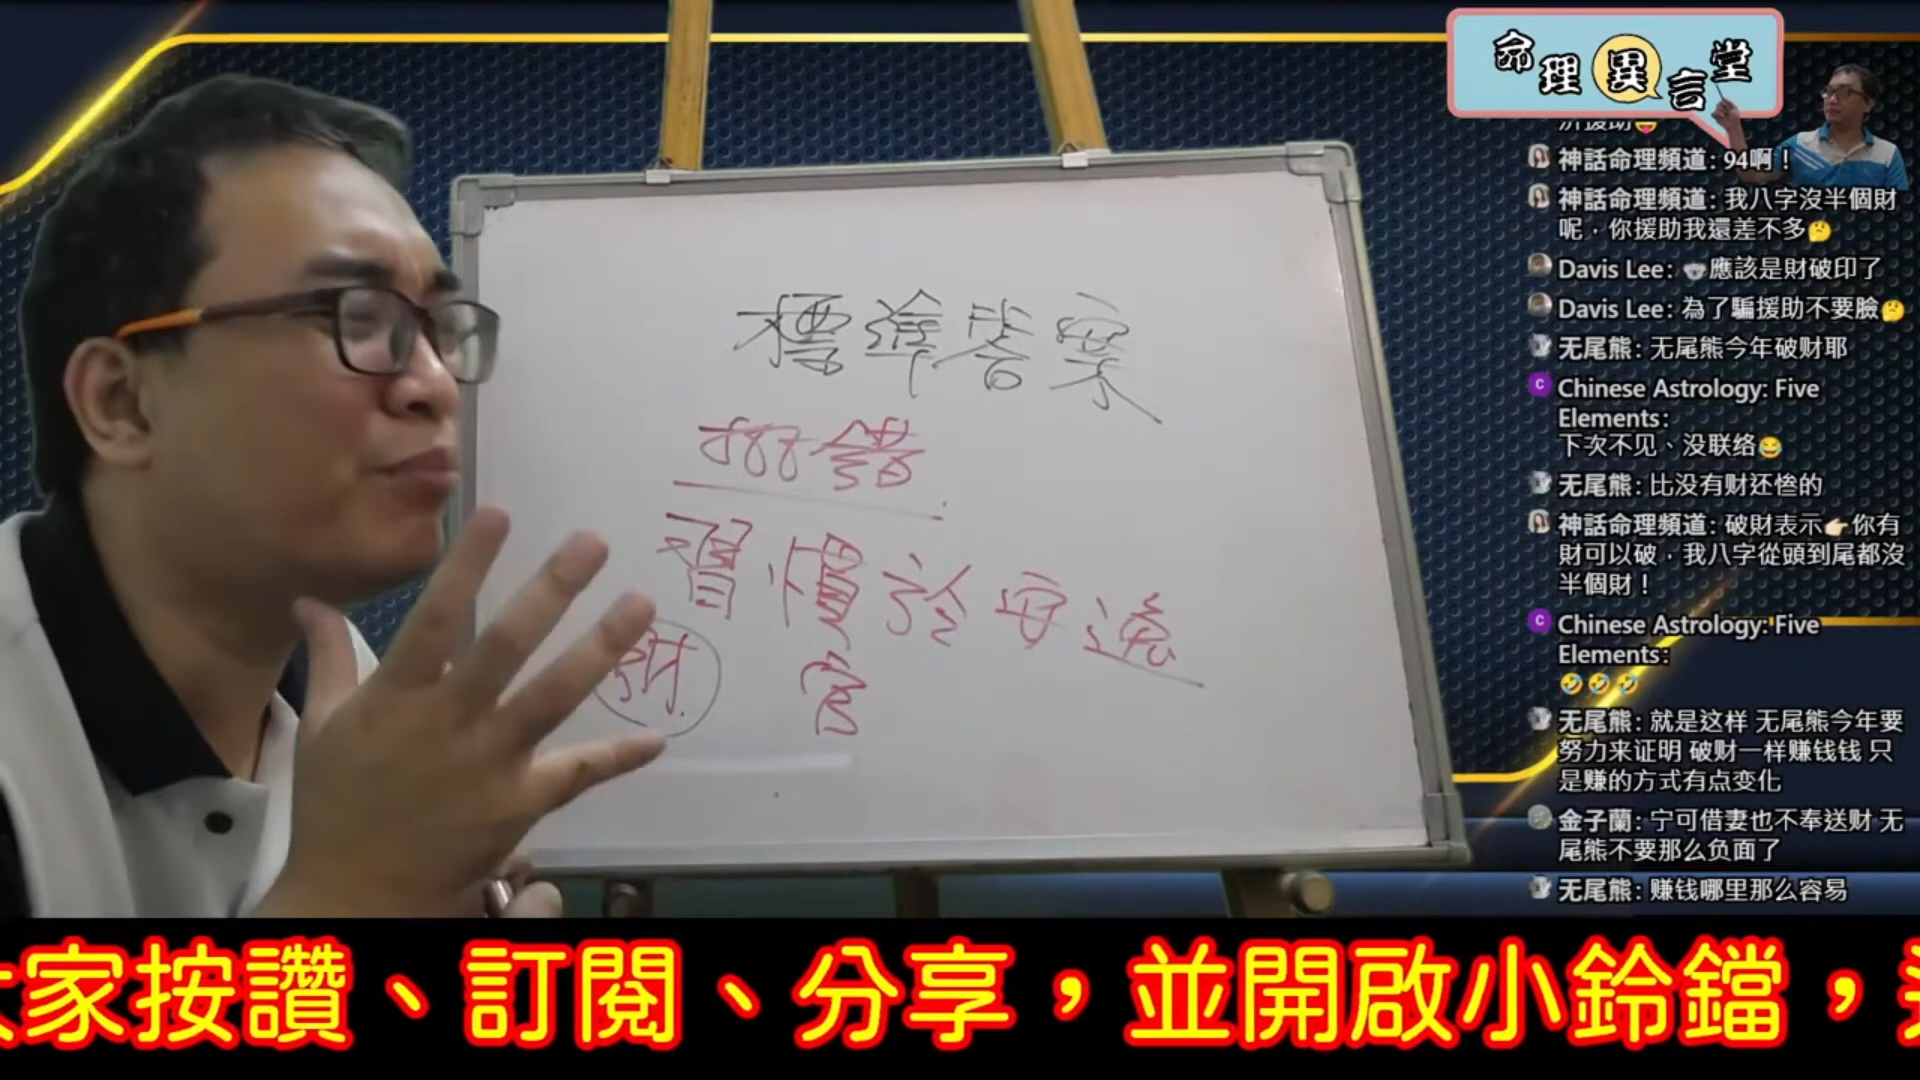 命理異言堂
標準答案
扣錯
習慣於安逸
財 官
神話命理頻道: 94啊！
神話命理頻道: 我八字沒半個財
呢，你援助我還差不多🤔
Davis Lee: 🐨應該是財破印了
Davis Lee: 為了騙援助不要臉🤔
无尾熊: 无尾熊今年破财耶
C Chinese Astrology: Five
Elements:
下次不见、没联络😂
无尾熊: 比没有财还惨的
神話命理頻道: 破財表示👉🏻你有
財可以破，我八字從頭到尾都沒
半個財！
C Chinese Astrology: Five
Elements:
🤣🤣🤣
无尾熊: 就是这样 无尾熊今年要
努力来证明 破财一样赚钱钱 只
是赚的方式有点变化
金子蘭: 宁可借妻也不奉送财 无
尾熊不要那么负面了
无尾熊: 赚钱哪里那么容易
大家按讚、訂閱、分享，並開啟小鈴鐺，